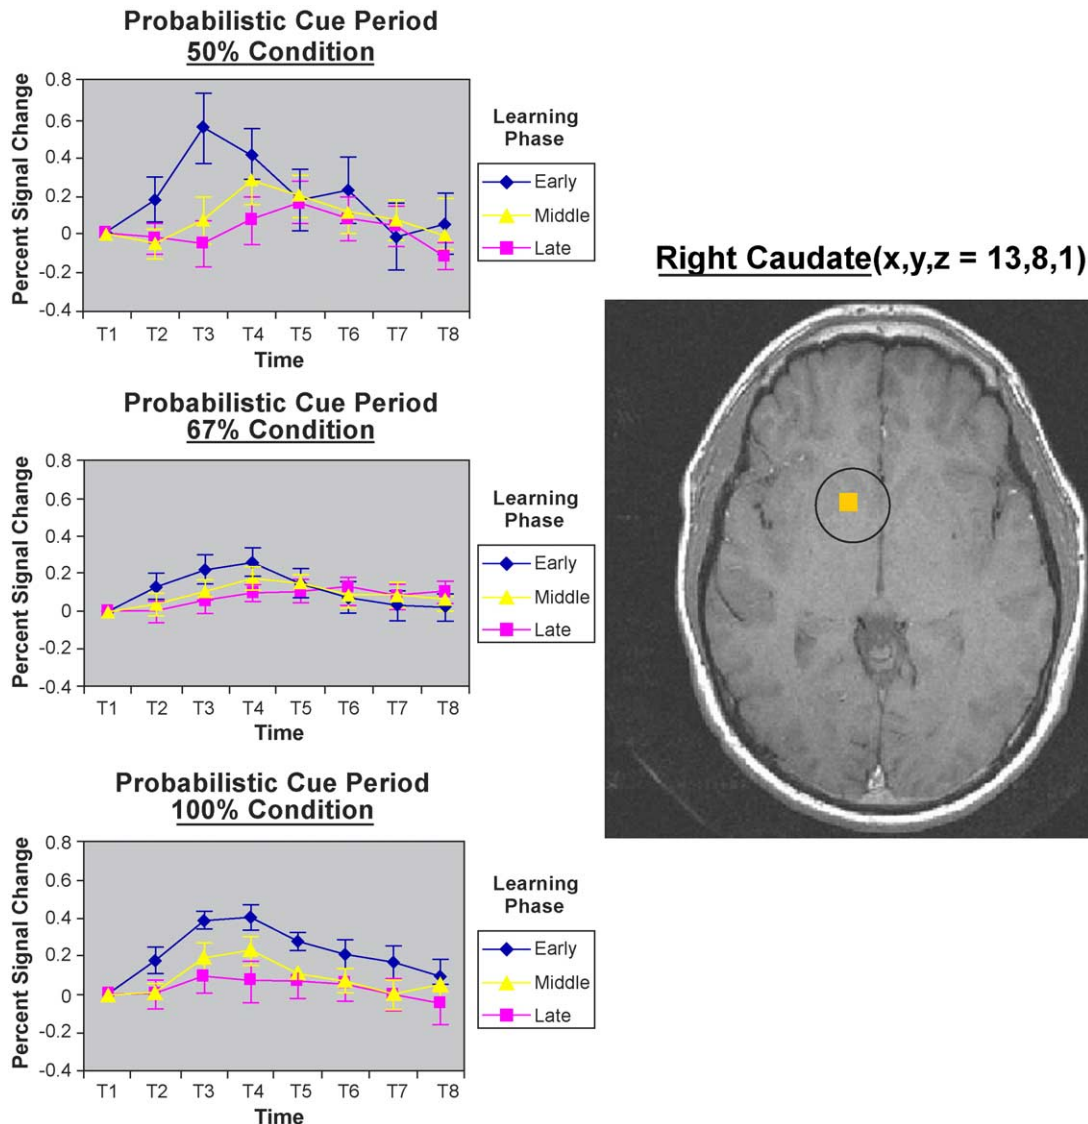 Probabilistic Cue Period
50% Condition
Percent Signal Change
0.8
0.6
0.4
0.2
0
-0.2
-0.4
T1 T2 T3 T4 T5 T6 T7 T8
Time
Learning
Phase
Early
Middle
Late
Right Caudate(x,y,z = 13,8,1)
Probabilistic Cue Period
67% Condition
Percent Signal Change
0.8
0.6
0.4
0.2
0
-0.2
-0.4
T1 T2 T3 T4 T5 T6 T7 T8
Time
Learning
Phase
Early
Middle
Late
Probabilistic Cue Period
100% Condition
Percent Signal Change
0.8
0.6
0.4
0.2
0
-0.2
-0.4
T1 T2 T3 T4 T5 T6 T7 T8
Time
Learning
Phase
Early
Middle
Late